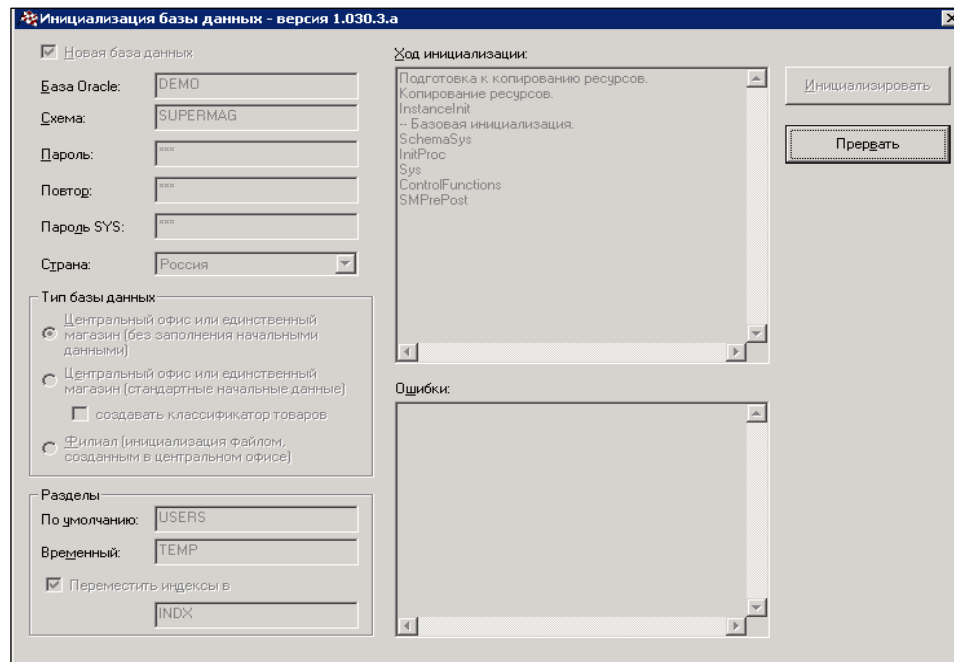 Инициализация базы данных - версия 1.030.3.a
Новая база данных
База Oracle:
DEMO
Схема:
SUPERMAG
Пароль:
***
Повтор:
***
Пароль SYS:
***
Страна:
Россия
Тип базы данных
Центральный офис или единственный
магазин (без заполнения начальными
данными)
Центральный офис или единственный
магазин (стандартные начальные данные)
создавать классификатор товаров
Филиал (инициализация файлом,
созданным в центральном офисе)
Разделы
По умолчанию:
USERS
Временный:
TEMP
Переместить индексы в
INDX
Ход инициализации:
Подготовка к копированию ресурсов.
Копирование ресурсов.
InstanceInit
-- Базовая инициализация.
SchemaSys
InitProc
Sys
ControlFunctions
SMPrePost
Ошибки:
Инициализировать
Прервать